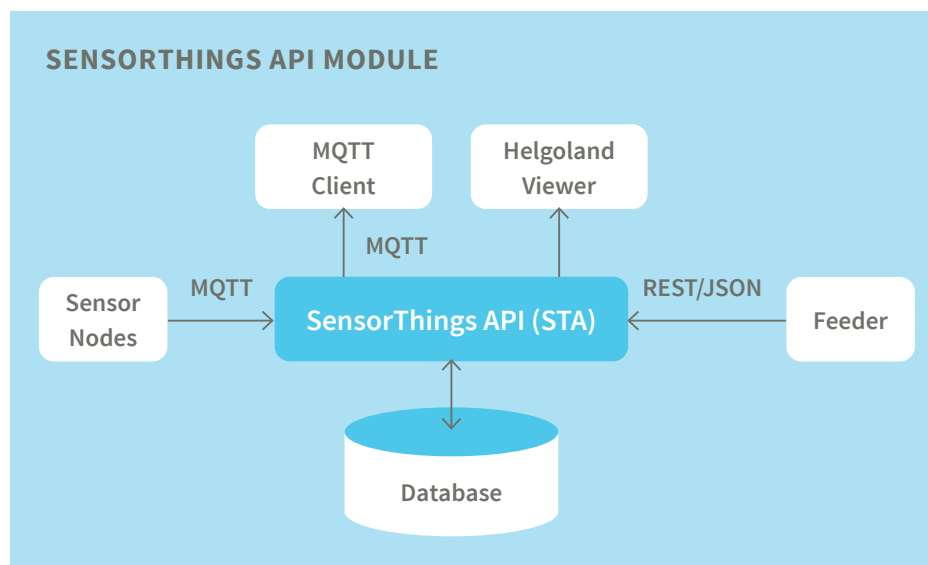 SENSORTHINGS API MODULE
MQTT
Client
Helgoland
Viewer
MQTT
Sensor
Nodes
MQTT
SensorThings API (STA)
REST/JSON
Feeder
Database